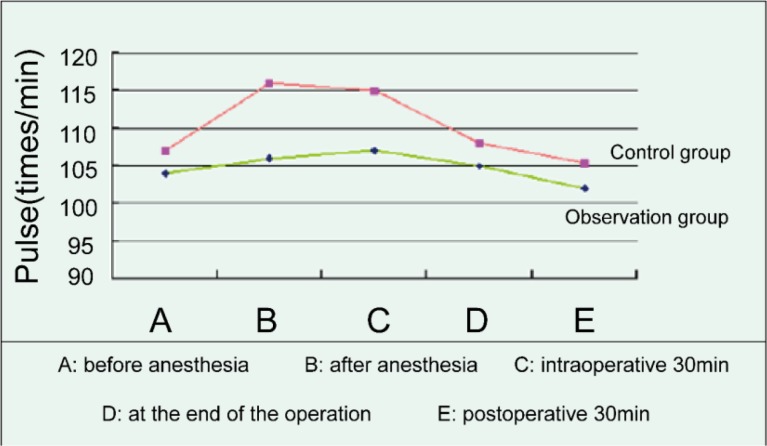 Pulse(times/min)
120
115
110
105
100
95
90
Control group
Observation group
A B C D E
A: before anesthesia B: after anesthesia C: intraoperative 30min
D: at the end of the operation E: postoperative 30min